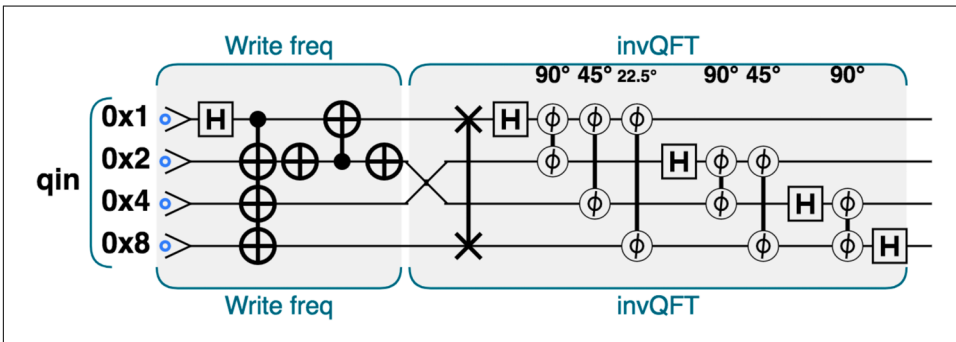 Write freq invQFT
90° 45° 22.5° 90° 45° 90°
0x1 H H
0x2 H
qin
0x4 H
0x8 H
ϕ ϕ ϕ
ϕ ϕ ϕ
ϕ ϕ ϕ
ϕ ϕ ϕ
Write freq invQFT